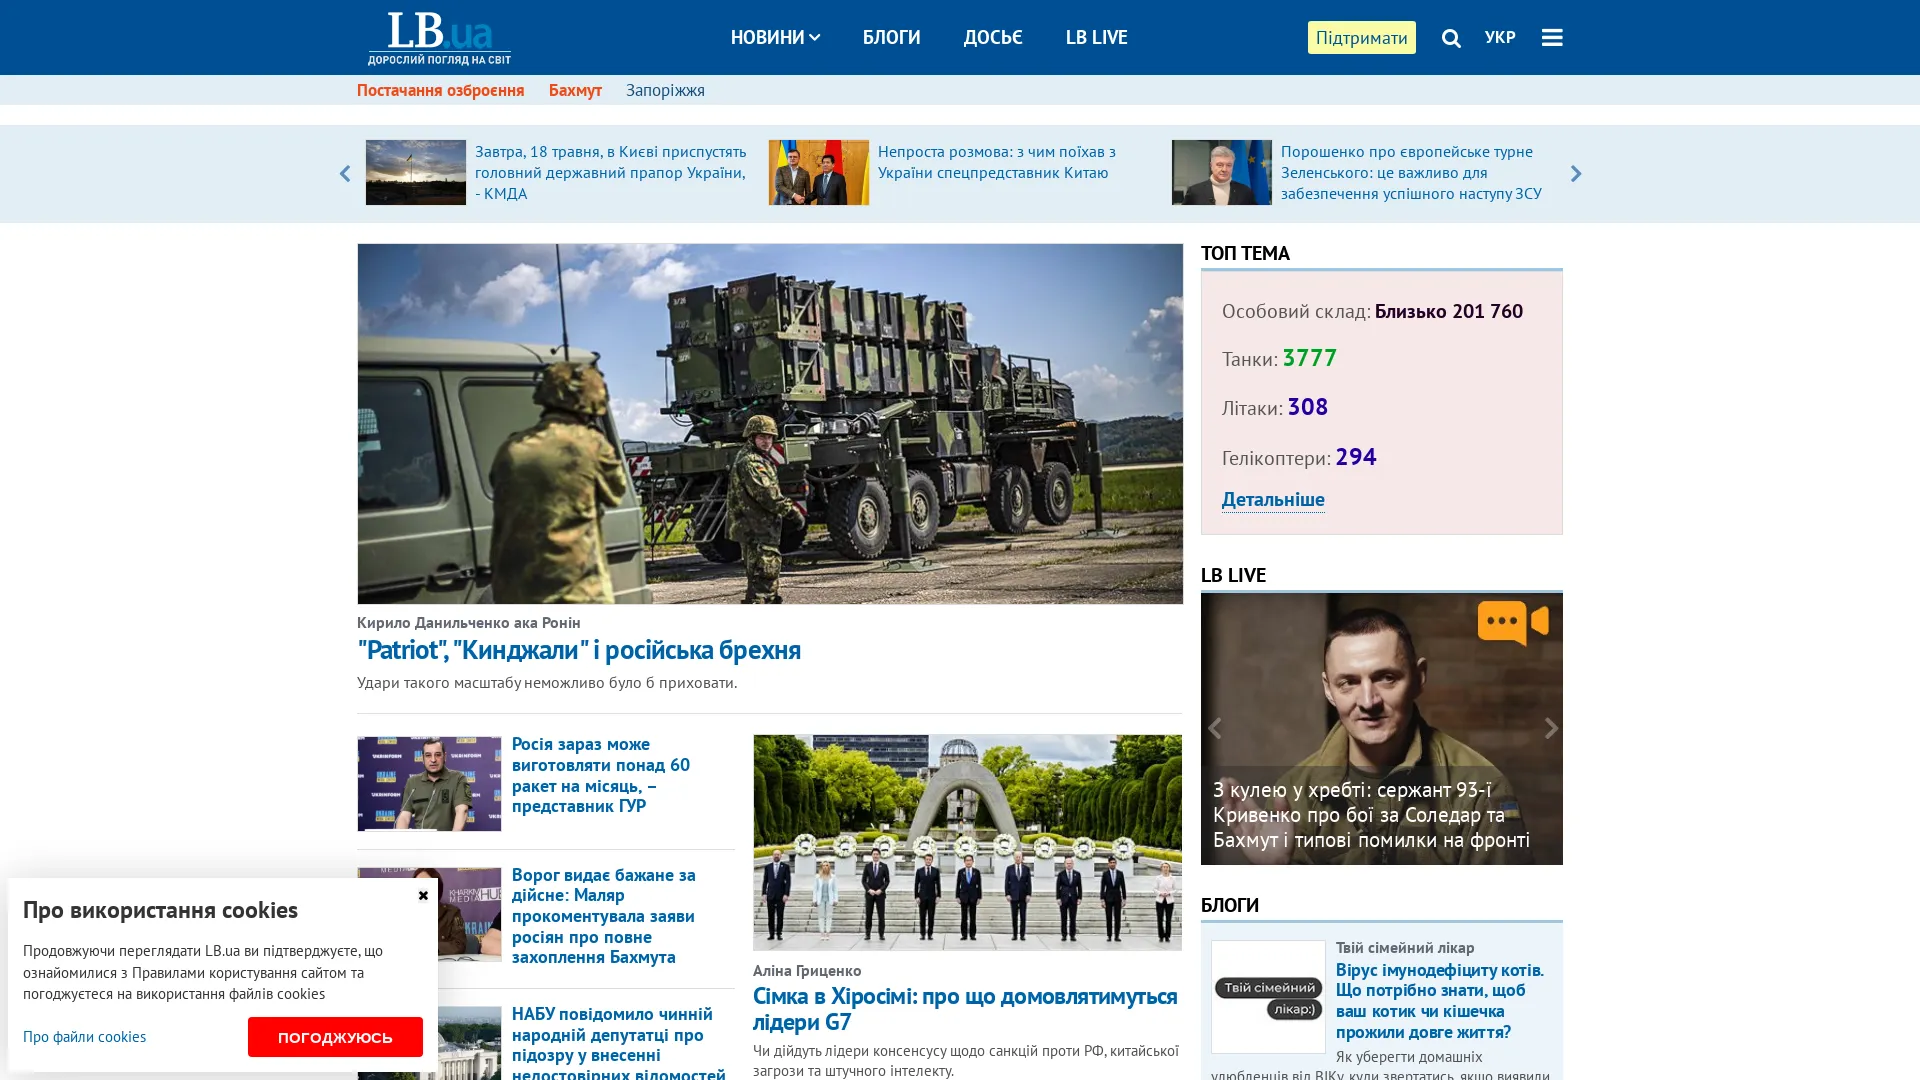 LB.ua
ДОРОСЛИЙ ПОГЛЯД НА СВІТ
НОВИНИ
БЛОГИ
ДОСЬЄ
LB LIVE
Підтримати
УКР
Постачання озброєння
Бахмут
Запоріжжя
Завтра, 18 травня, в Києві приспустять
головний державний прапор України,
- КМДА
Непроста розмова: з чим поїхав з
України спецпредставник Китаю
Порошенко про європейське турне
Зеленського: це важливо для
забезпечення успішного наступу ЗСУ
Кирило Данильченко ака Ронін
"Patriot", "Кинджали" і російська брехня
Удари такого масштабу неможливо було б приховати.
Росія зараз може
виготовляти понад 60
ракет на місяць, –
представник ГУР
Ворог видає бажане за
дійсне: Маляр
прокоментувала заяви
росіян про повне
захоплення Бахмута
НАБУ повідомило чинній
народній депутатці про
підозру у внесенні
недостовірних відомостей
Аліна Гриценко
Сімка в Хіросімі: про що домовлятимуться
лідери G7
Чи дійдуть лідери консенсусу щодо санкцій проти РФ, китайської
загрози та штучного інтелекту.
ТОП ТЕМА
Особовий склад: Близько 201 760
Танки: 3777
Літаки: 308
Гелікоптери: 294
Детальніше
LB LIVE
З кулею у хребті: сержант 93-ї
Кривенко про бої за Соледар та
Бахмут і типові помилки на фронті
БЛОГИ
Твій сімейний
лікар:)
Твій сімейний лікар
Вірус імунодефіциту котів.
Що потрібно знати, щоб
ваш котик чи кішечка
прожили довге життя?
Як уберегти домашніх
улюбленців від ВІКу, куди звертатись, якщо виявили
Про використання cookies
Продовжуючи переглядати LB.ua ви підтверджуєте, що
ознайомилися з Правилами користування сайтом та
погоджуєтеся на використання файлів cookies
Про файли cookies
ПОГОДЖУЮСЬ